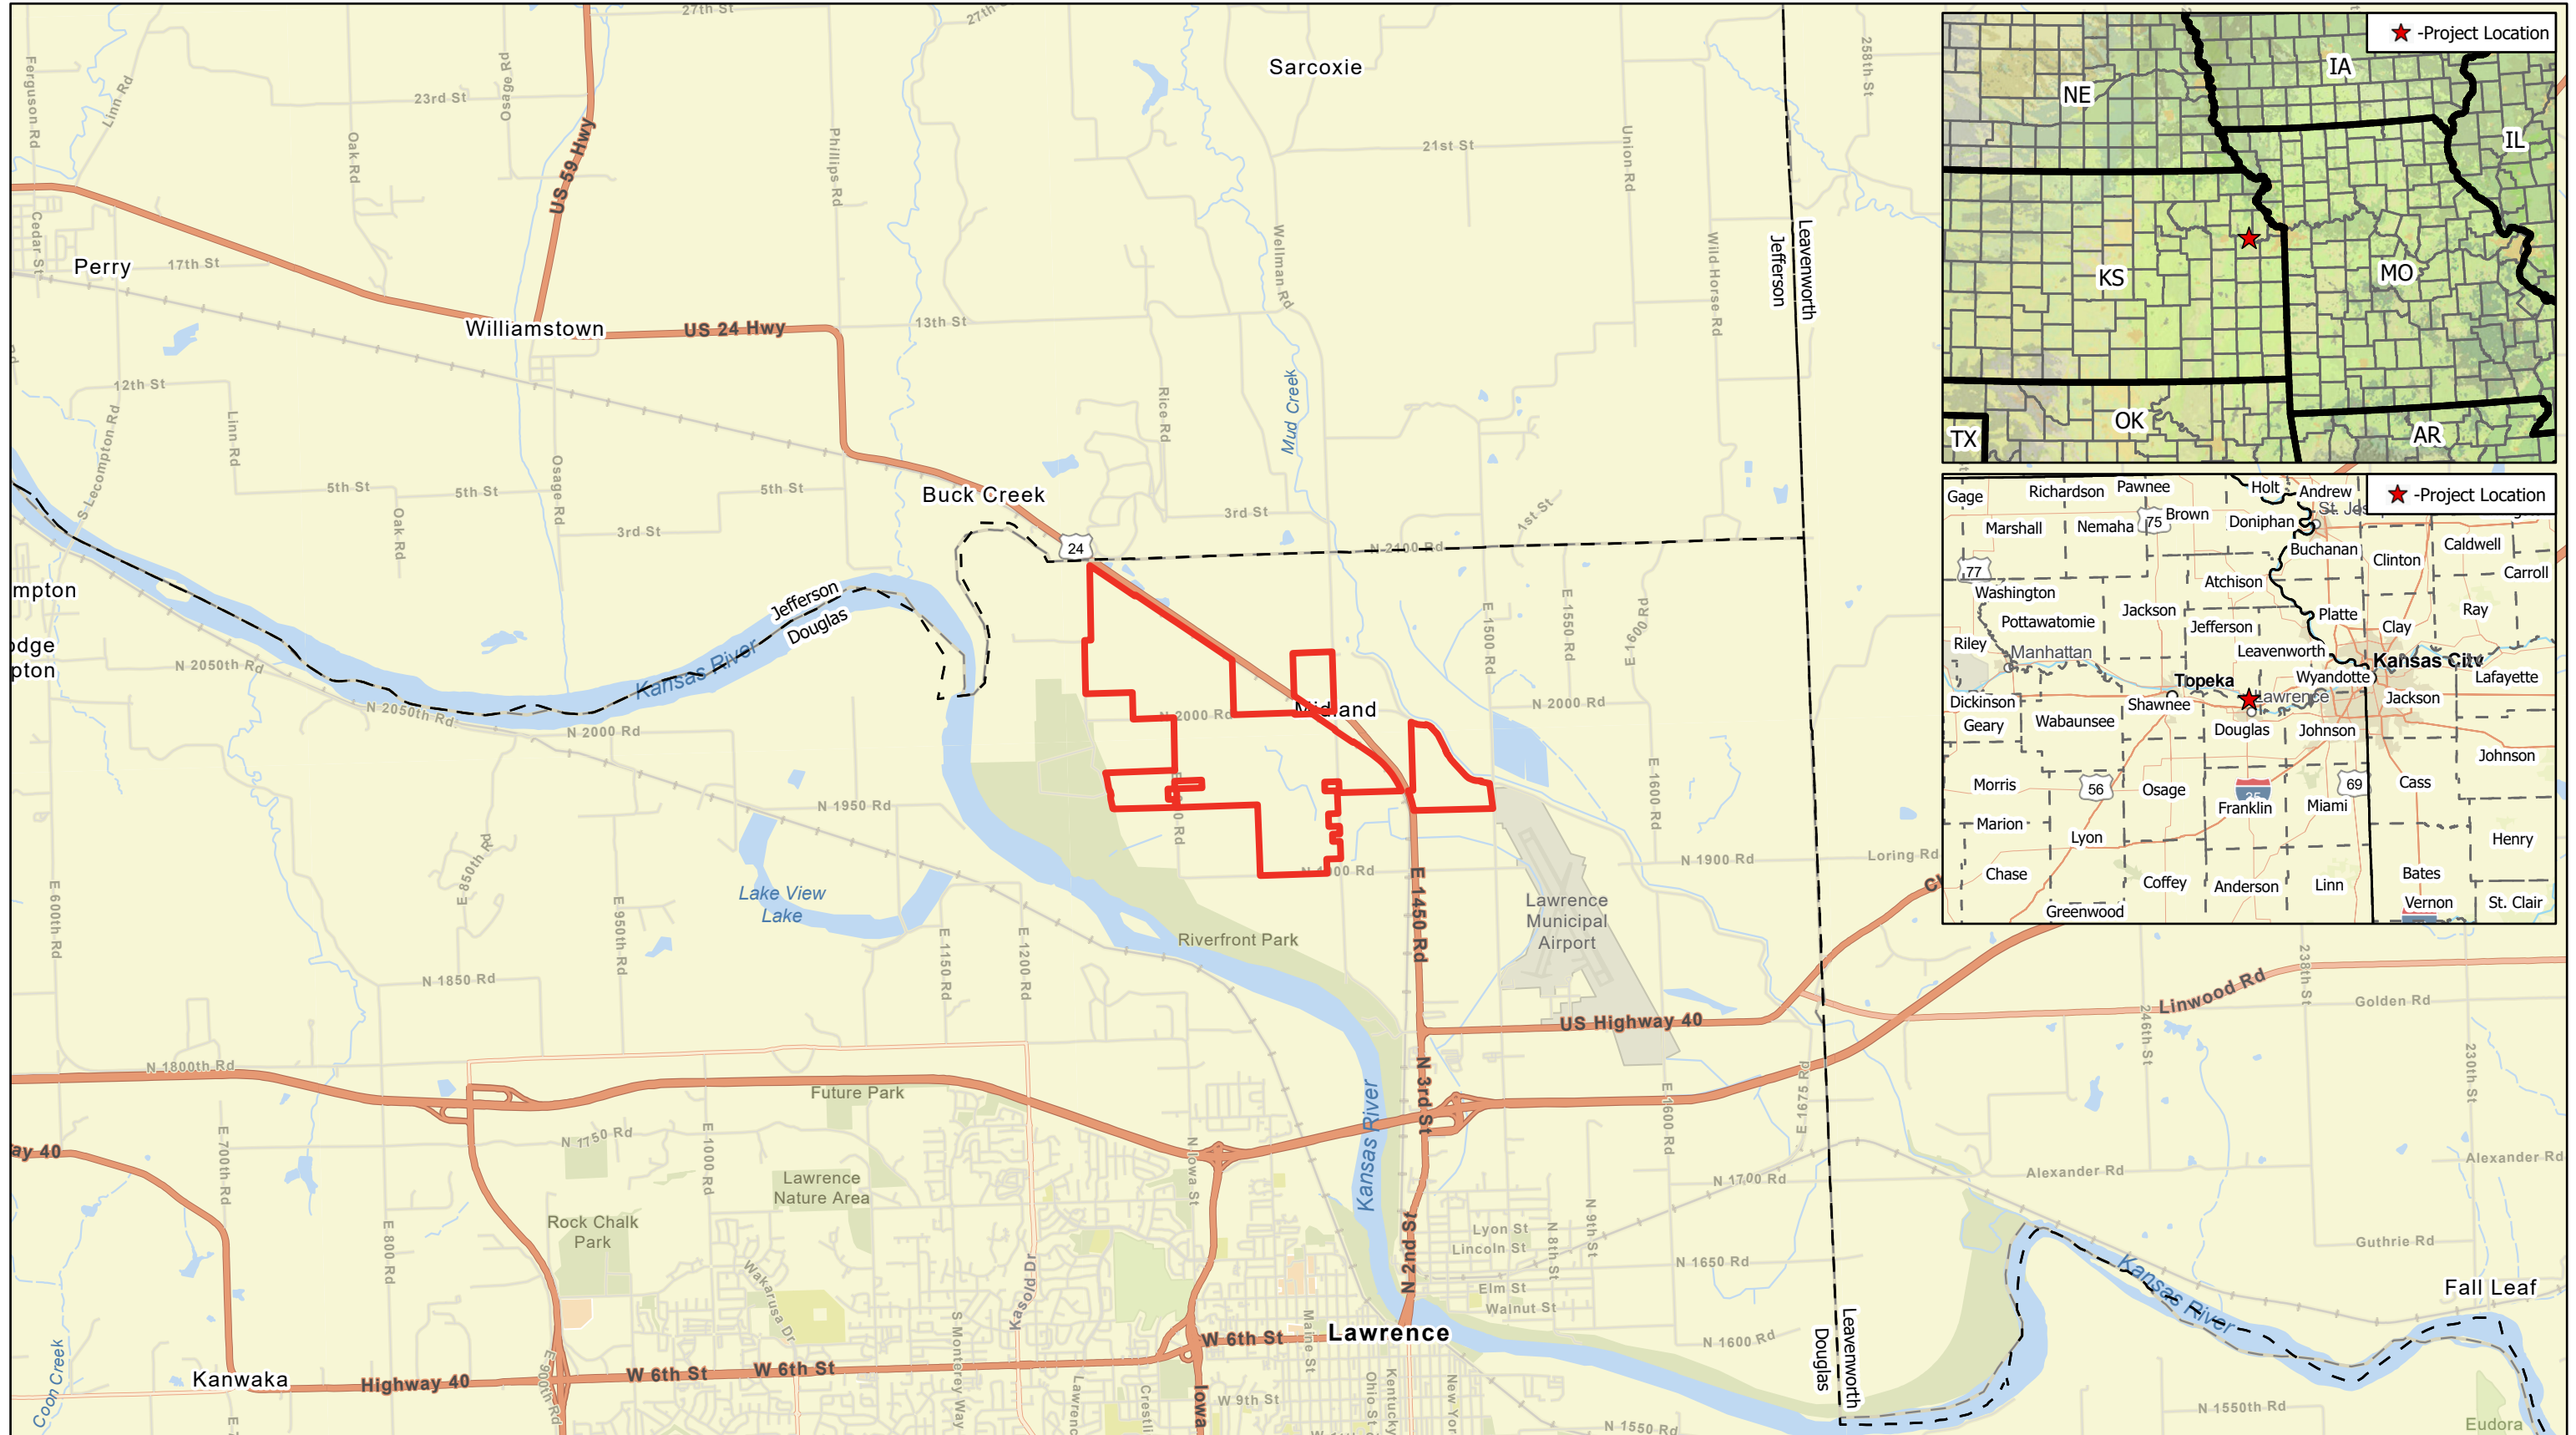 27th St
27th
Sarcoxie
258th St
Ferguson Rd
Linn Rd
23rd St
Osage Rd
Oak Rd
US 59 Hwy
Phillips Rd
21st St
Union Rd
Cedar St
Perry
17th St
Wellman Rd
Wild Horse Rd
Jefferson
Leavenworth
Williamstown
US 24 Hwy
13th St
12th St
Linn Rd
S Lecompton Rd
Rice Rd
Mud Creek
5th St
5th St
5th St
Oak Rd
Osage Rd
3rd St
Buck Creek
3rd St
1st St
24
N 2100 Rd
mpton
Jefferson
Douglas
Kansas River
E 1500 Rd
E 1550 Rd
E 1600 Rd
N 2050th Rd
N 2050th Rd
N 2000 Rd
N 2000 Rd
Midland
N 2000 Rd
N 1950 Rd
E 1600 Rd
E 850th R
E 600th Rd
E 950th Rd
Lake View
Lake
E 1150 Rd
E 1200 Rd
Riverfront Park
E 1450 Rd
Lawrence
Municipal
Airport
N 1900 Rd
Loring Rd
N 1850 Rd
US Highway 40
Linwood Rd
238th St
Golden Rd
246th St
230th St
N 1800th Rd
Future Park
N 3rd St
E 1600 Rd
E 1675 Rd
Kansas River
ay 40
E 700th Rd
N 1750 Rd
E 1000 Rd
N Iowa St
Lawrence
Nature Area
N 1700 Rd
Alexander Rd
Alexander Rd
E 800 Rd
Rock Chalk
Park
N 2nd St
Lyon St
Lincoln St
N 8th St
N 9th St
N 1650 Rd
Guthrie Rd
Elm St
Walnut St
Wakarusa Dr
Kasold Dr
S Monterey Way
Maine St
Kansas River
Fall Leaf
Lawrence
N 1600 Rd
W 6th St
W 6th St
W 6th St
Coon Creek
Kanwaka
Highway 40
E 900th Rd
Lawrenc
Crestli
Iowa
W 9th St
Ohio St
Kentucky
New Yor
N 1550 Rd
Douglas
Leavenworth
N 1550th Rd
Eudora
-Project Location
NE
IA
IL
KS
MO
OK
TX
AR
-Project Location
Gage
Richardson
Pawnee
Holt
Andrew
Marshall
Nemaha
75
Brown
Doniphan
Buchanan
Clinton
Caldwell
77
Washington
Atchison
Carroll
Pottawatomie
Jackson
Jefferson
Platte
Clay
Ray
Riley
Manhattan
Leavenworth
Kansas City
Topeka
Wyandotte
Lafayette
Dickinson
Shawnee
Lawrence
Jackson
Geary
Wabaunsee
Douglas
Johnson
Johnson
Morris
56
Osage
69
Cass
Franklin
Miami
Marion
Lyon
Henry
Chase
Coffey
Anderson
Linn
Bates
Greenwood
Vernon
St. Clair